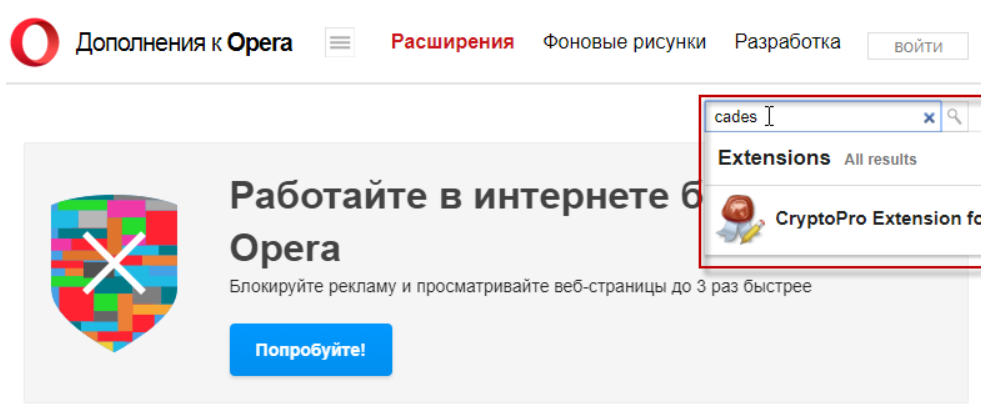 Дополнения к Opera Расширения Фоновые рисунки Разработка войти
cades
Extensions All results
CryptoPro Extension fo
Работайте в интернете б
Opera
Блокируйте рекламу и просматривайте веб-страницы до 3 раз быстрее
Попробуйте!